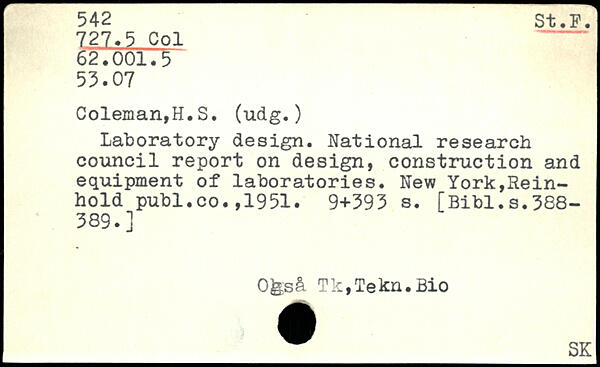 542
St.F.
727.5 Col
62.001.5
53.07
Coleman,H.S. (udg.)
Laboratory design. National research
council report on design, construction and
equipment of laboratories. New York,Rein-
hold publ.co.,1951. 9+393 s. [Bibl.s.388-
389.]
Også Tk,Tekn.Bio
SK